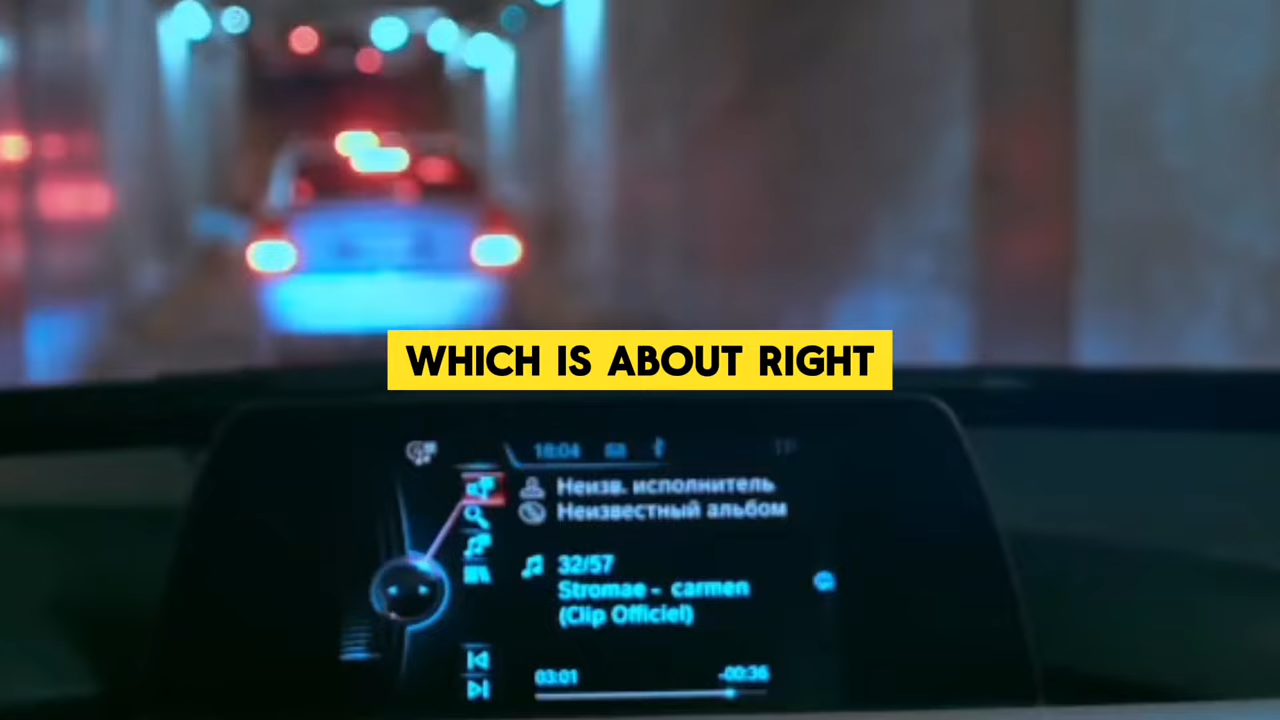 WHICH IS ABOUT RIGHT
18:04
Неизв. исполнитель
Неизвестный альбом
32/57
Stromae - carmen
(Clip Officiel)
03:01 -00:36